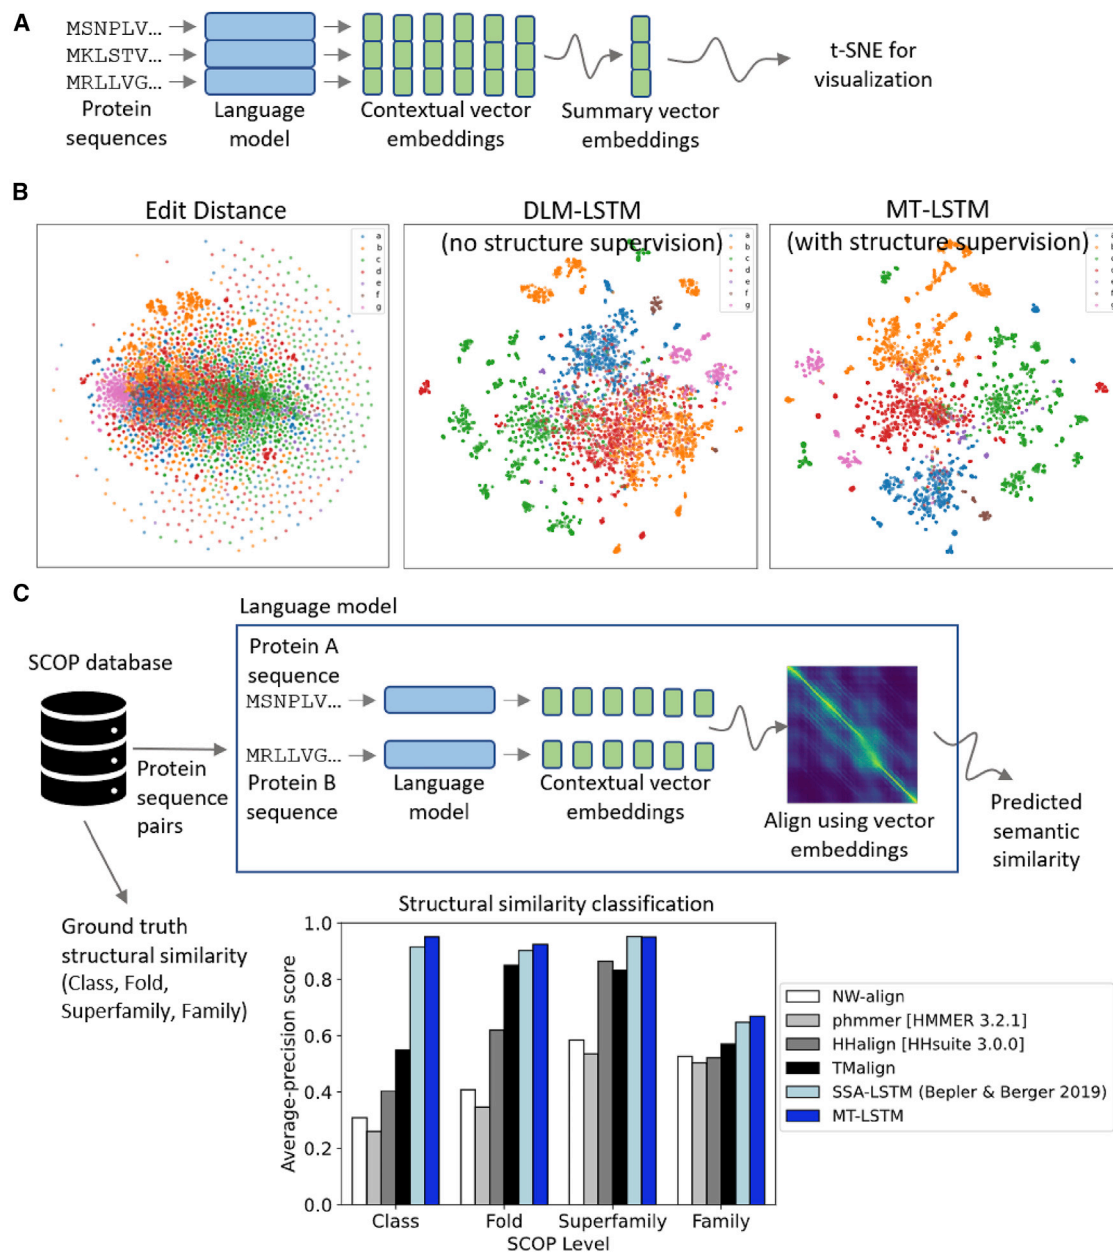 A
MSNPLV...
MKLSTV...
MRLLVG...
Protein
sequences
Language
model
Contextual vector
embeddings
Summary vector
embeddings
t-SNE for
visualization
B
Edit Distance
a
b
c
d
e
f
g
DLM-LSTM
(no structure supervision)
a
b
c
d
e
f
g
MT-LSTM
(with structure supervision)
a
b
c
d
e
f
g
C
Language model
SCOP database
Protein
sequence
pairs
Protein A
sequence
MSNPLV...
MRLLVG...
Protein B
sequence
Language
model
Contextual vector
embeddings
Align using vector
embeddings
Predicted
semantic
similarity
Ground truth
structural similarity
(Class, Fold,
Superfamily, Family)
Structural similarity classification
Average-precision score
1.0
0.8
0.6
0.4
0.2
0.0
Class
Fold
Superfamily
Family
SCOP Level
NW-align
phmmer [HMMER 3.2.1]
HHalign [HHsuite 3.0.0]
TMalign
SSA-LSTM (Bepler & Berger 2019)
MT-LSTM